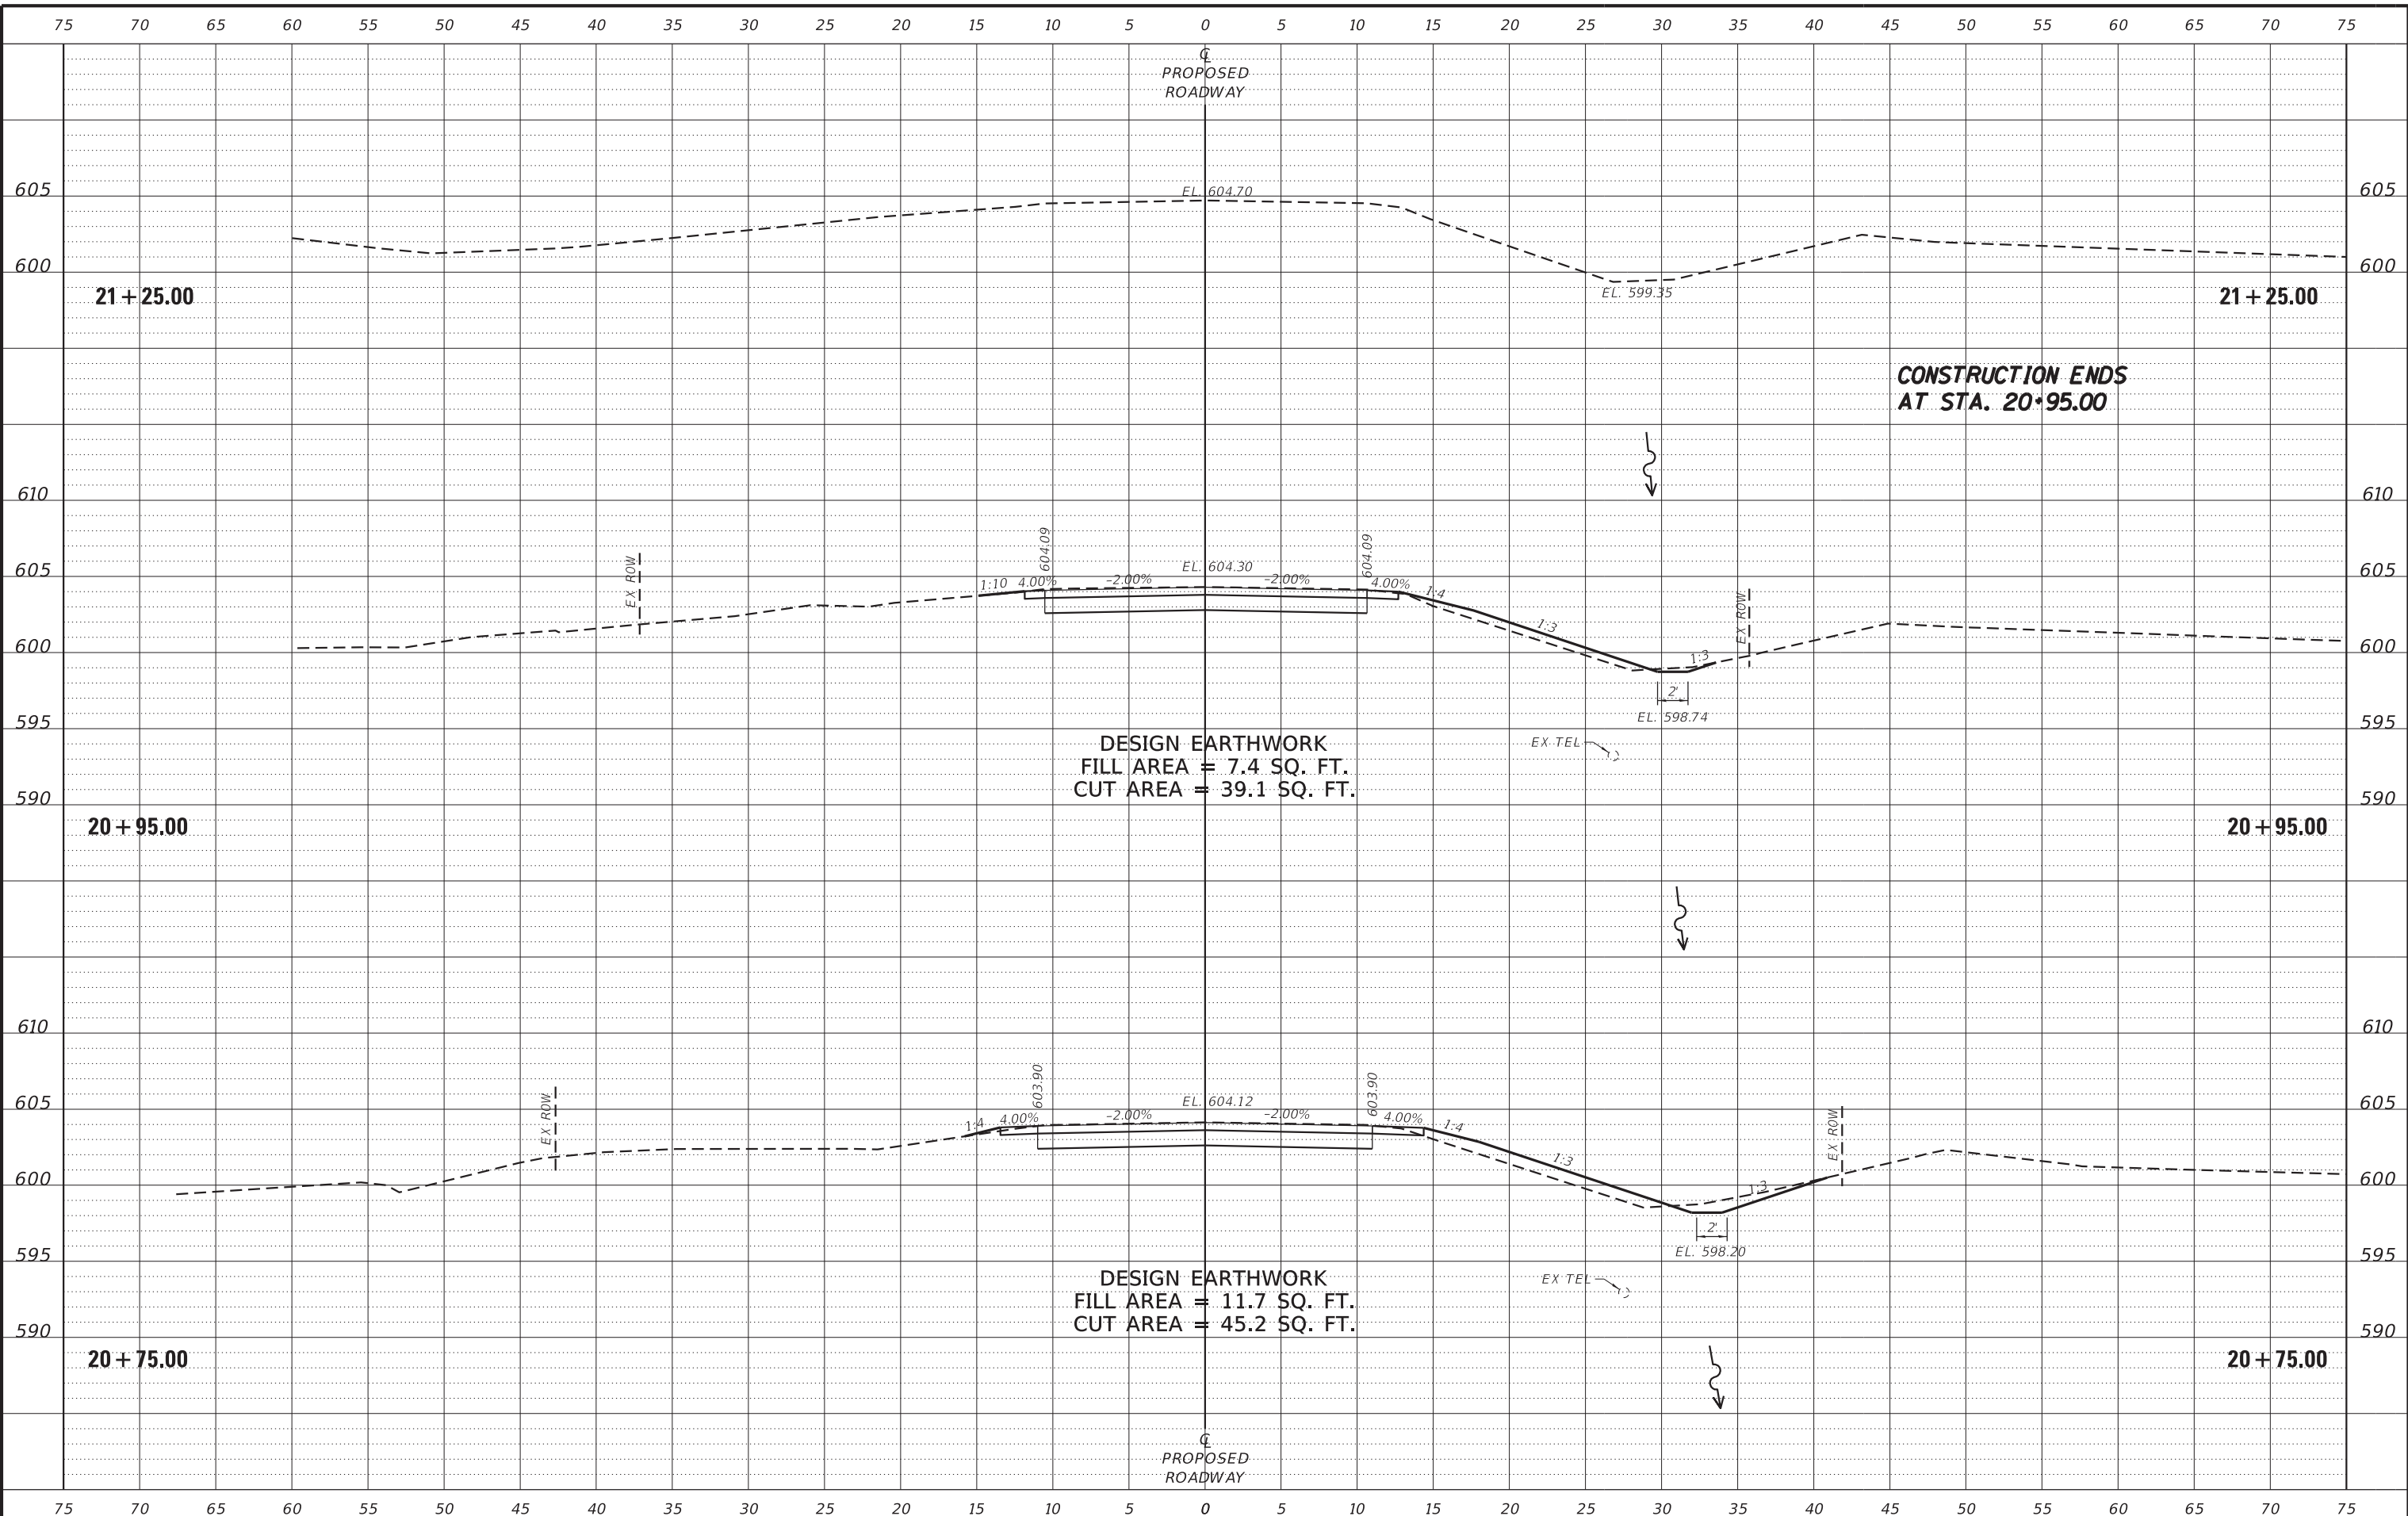 75 70 65 60 55 50 45 40 35 30 25 20 15 10 5 0 5 10 15 20 25 30 35 40 45 50 55 60 65 70 75
℄
PROPOSED
ROADWAY
605 EL. 604.70 605
600 600
EL. 599.35
21+25.00 21+25.00
CONSTRUCTION ENDS
AT STA. 20+95.00
610 610
604.09 604.09
EX ROW
605 EL. 604.30 605
1:10 4.00% -2.00% -2.00% 4.00% 1:4
EX ROW
1:3
600 1:3 600
2'
EL. 598.74
595 595
DESIGN EARTHWORK EX TEL
FILL AREA = 7.4 SQ. FT.
CUT AREA = 39.1 SQ. FT.
590 590
20+95.00 20+95.00
610 610
603.90 603.90
605 EL. 604.12 605
EX ROW EX ROW
1:4 4.00% -2.00% -2.00% 4.00% 1:4
1:3
600 1:3 600
2'
EL. 598.20
595 595
DESIGN EARTHWORK EX TEL
FILL AREA = 11.7 SQ. FT.
CUT AREA = 45.2 SQ. FT.
590 590
20+75.00 20+75.00
℄
PROPOSED
ROADWAY
75 70 65 60 55 50 45 40 35 30 25 20 15 10 5 0 5 10 15 20 25 30 35 40 45 50 55 60 65 70 75